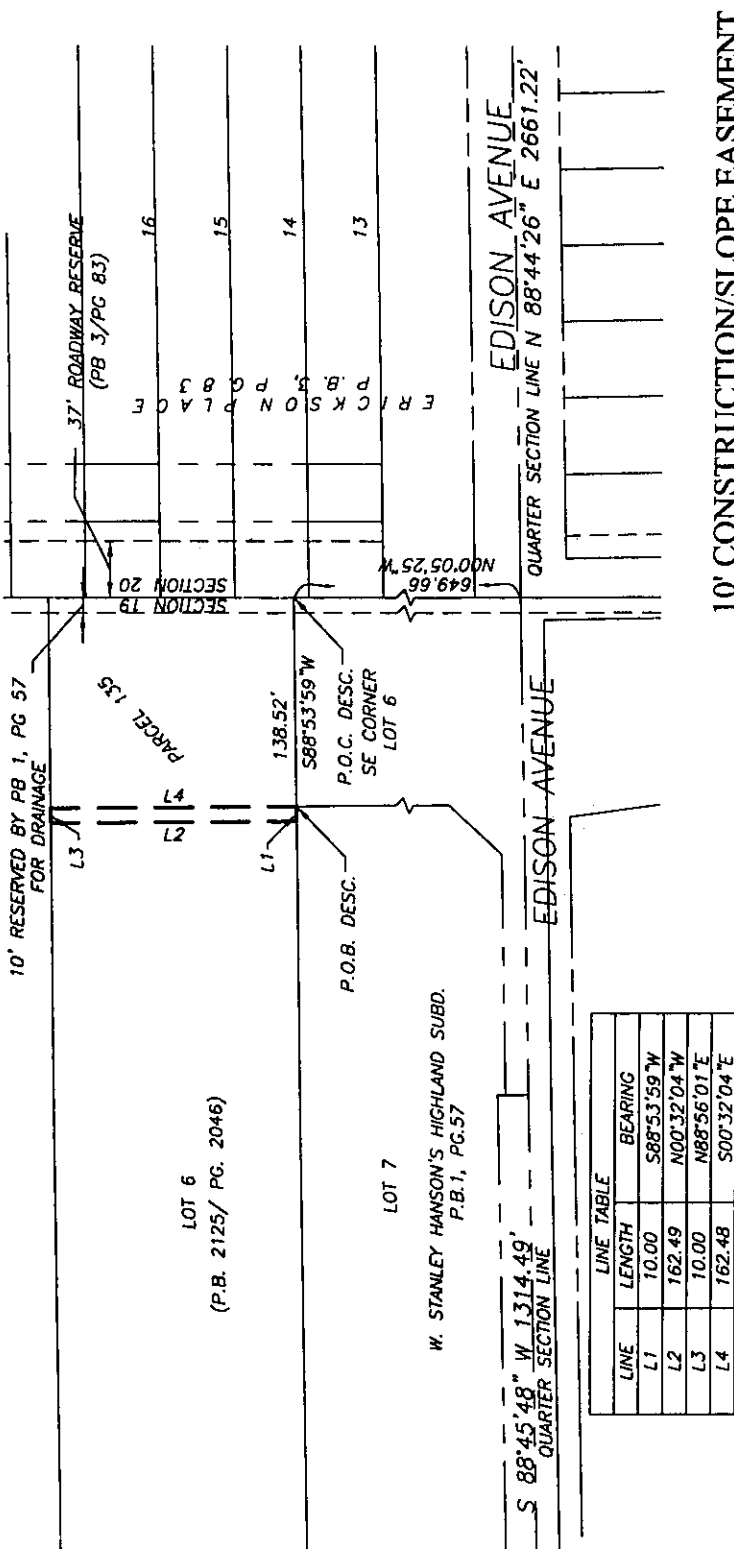 10' RESERVED BY PB 1, PG 57
FOR DRAINAGE
37' ROADWAY RESERVE
(PB 3/PG 83)
16
15
14
13
ERICKSON PLACE
P.B. 3, PG. 83
SECTION 19
SECTION 20
PARCEL 135
L3
L2
L4
L1
138.52'
S88°53'59"W
P.O.C. DESC.
SE CORNER
LOT 6
P.O.B. DESC.
649.66
N00°05'25"W
LOT 6
(P.B. 2125/ PG. 2046)
LOT 7
W. STANLEY HANSON'S HIGHLAND SUBD.
P.B.1, PG.57
EDISON AVENUE
QUARTER SECTION LINE N 88°44'26" E 2661.22'
EDISON AVENUE
S 88°45'48" W 1314.49'
QUARTER SECTION LINE
LINE TABLE
LINE LENGTH BEARING
L1 10.00 S88°53'59"W
L2 162.49 N00°32'04"W
L3 10.00 N88°56'01"E
L4 162.48 S00°32'04"E
10' CONSTRUCTION/SLOPE EASEMENT